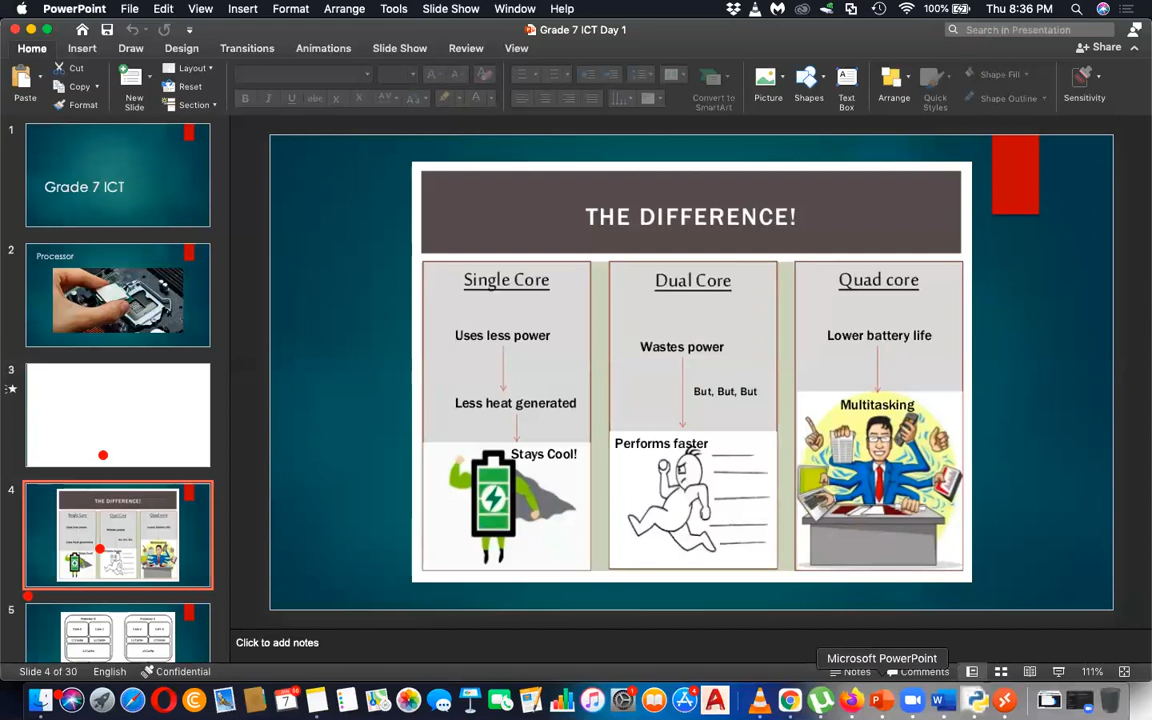 PowerPoint File Edit View Insert Format Arrange Tools Slide Show Window Help 100% Thu 8:36 PM
Grade 7 ICT Day 1
Search in Presentation
Home Insert Draw Design Transitions Animations Slide Show Review View
Share
Paste
Cut
Copy
Format
New Slide
Layout
Reset
Section
Convert to SmartArt
Picture
Shapes
Text Box
Arrange
Quick Styles
Shape Fill
Shape Outline
Sensitivity
1
Grade 7 ICT
2
Processor
3
4
THE DIFFERENCE!
5
THE DIFFERENCE!
Single Core
Uses less power
Less heat generated
Stays Cool!
Dual Core
Wastes power
But, But, But
Performs faster
Quad core
Lower battery life
Multitasking
Click to add notes
Microsoft PowerPoint
Slide 4 of 30 English Confidential Notes Comments 111%